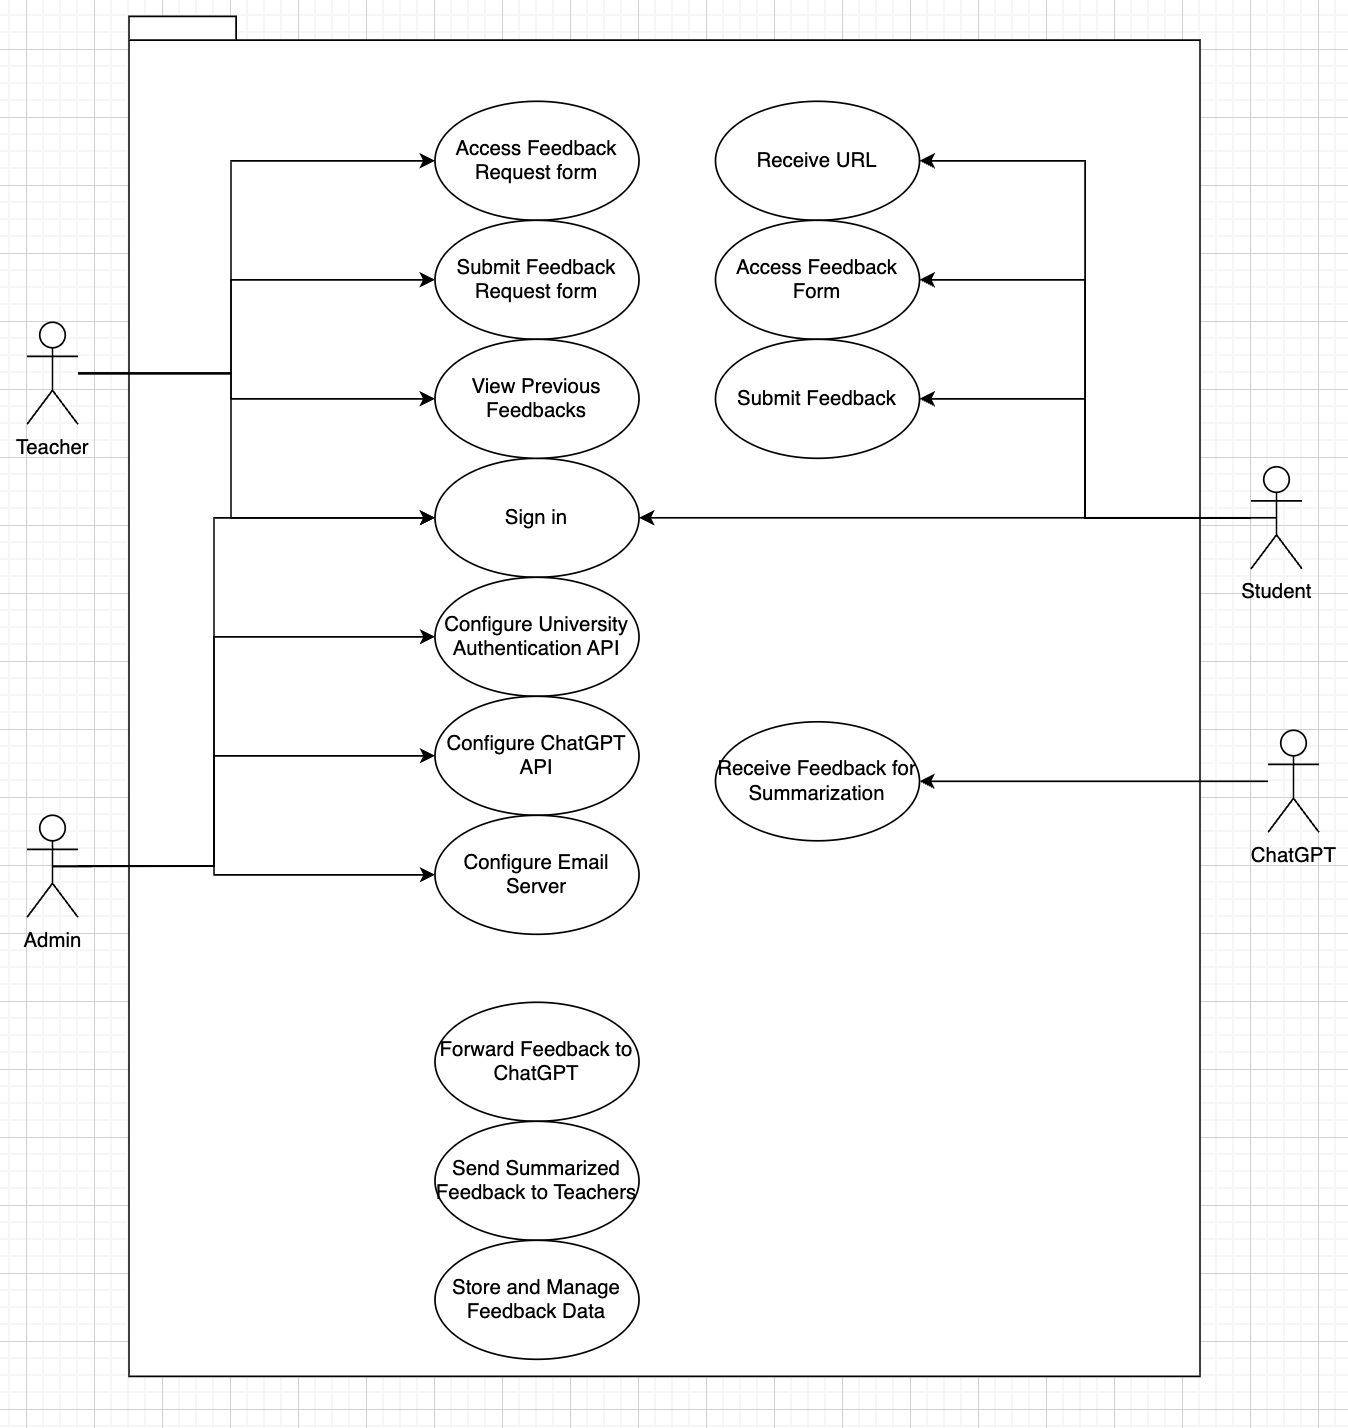 Access Feedback
Request form
Receive URL
Submit Feedback
Request form
Access Feedback
Form
View Previous
Feedbacks
Submit Feedback
Teacher
Sign in
Student
Configure University
Authentication API
Configure ChatGPT
API
Receive Feedback for
Summarization
ChatGPT
Configure Email
Server
Admin
Forward Feedback to
ChatGPT
Send Summarized
Feedback to Teachers
Store and Manage
Feedback Data